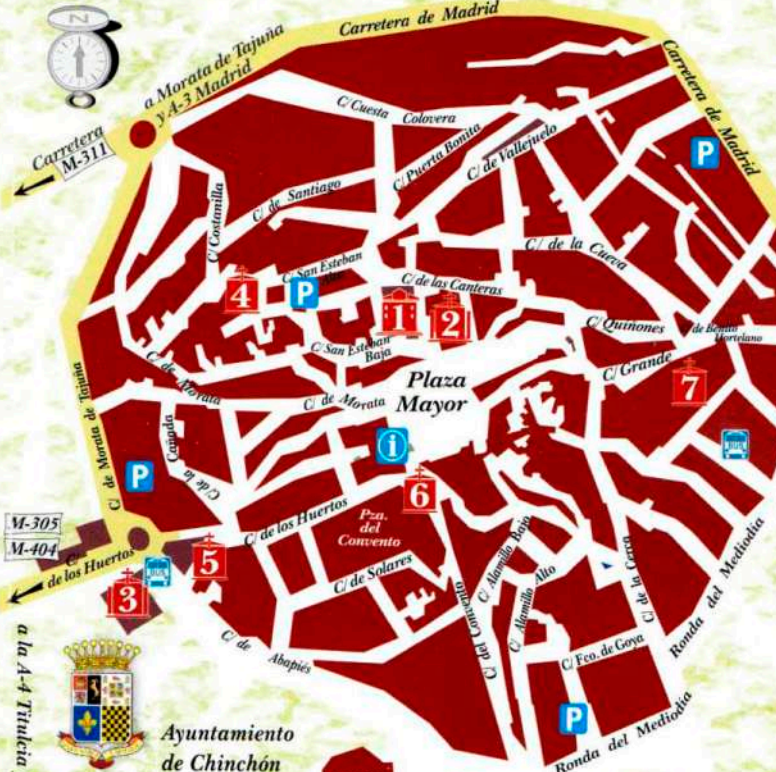 N
Carretera de Madrid
a Morata de Tajuña
y A-3 Madrid
Carretera
M-311
Carretera de Madrid
C/ Cuesta Colovera
P
C/ Puerta Bonita
C/ de Vallejuelo
C/ de Santiago
C/ Costanilla
C/ de la Cueva
C/ San Esteban
Alta
C/ de las Canteras
4
P
1
2
C/ Quiñones
de Benito
Hortelano
C/ San Esteban
Baja
C/ Grande
7
C/ de Morata
C/ de Morata
Plaza
Mayor
C/ de Morata de Tajuña
i
BUS
C/ de la Cañada
P
6
C/ de los Huertos
Pza.
del
Convento
M-305
M-404
C/
de los Huertos
BUS
5
3
C/ de Solares
C/ Alamillo Bajo
C/ Alamillo Alto
C/ de la Cerca
Ronda del Mediodía
C/ del Convento
C/ de Abapiés
C/ Fco. de Goya
P
a la A-4 Titulcia
Ayuntamiento
de Chinchón
Ronda del Mediodía